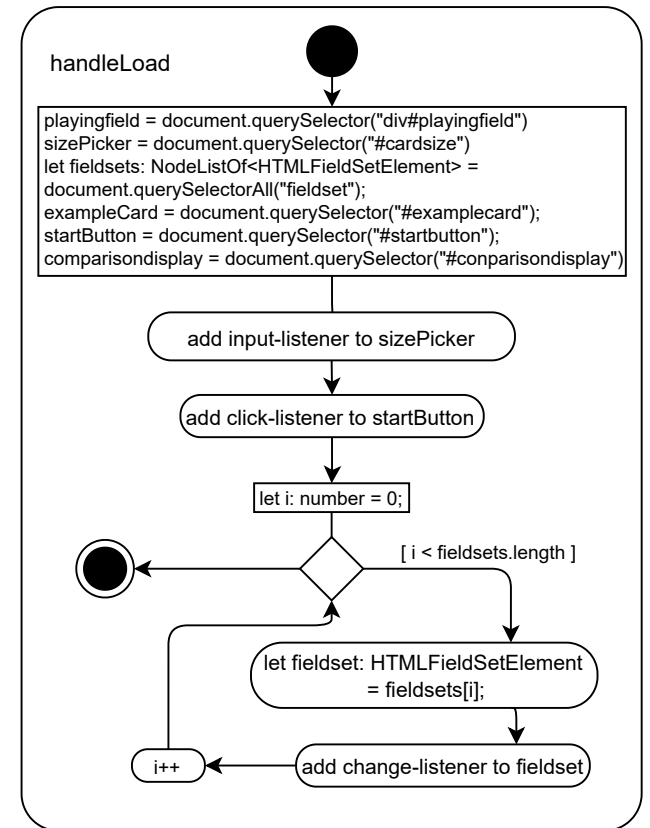 handleLoad
playingfield = document.querySelector("div#playingfield")
sizePicker = document.querySelector("#cardsize")
let fieldsets: NodeListOf<HTMLFieldSetElement> =
document.querySelectorAll("fieldset");
exampleCard = document.querySelector("#examplecard");
startButton = document.querySelector("#startbutton");
comparisondisplay = document.querySelector("#conparisondisplay")
add input-listener to sizePicker
add click-listener to startButton
let i: number = 0;
[ i < fieldsets.length ]
let fieldset: HTMLFieldSetElement
= fieldsets[i];
add change-listener to fieldset
i++